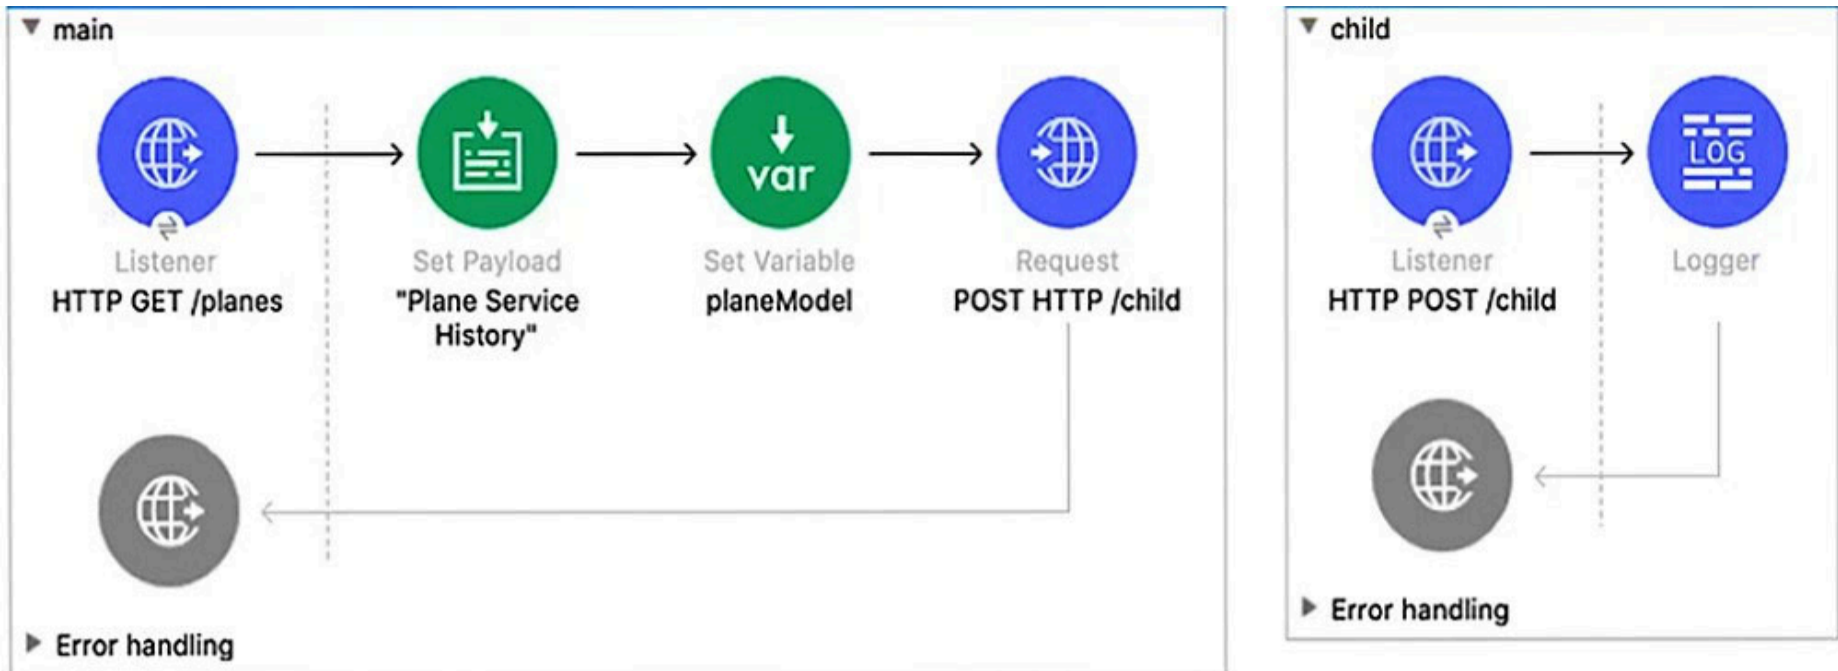 main
var
Listener
HTTP GET /planes
Set Payload
"Plane Service
History"
Set Variable
planeModel
Request
POST HTTP /child
Error handling
child
LOG
Listener
HTTP POST /child
Logger
Error handling